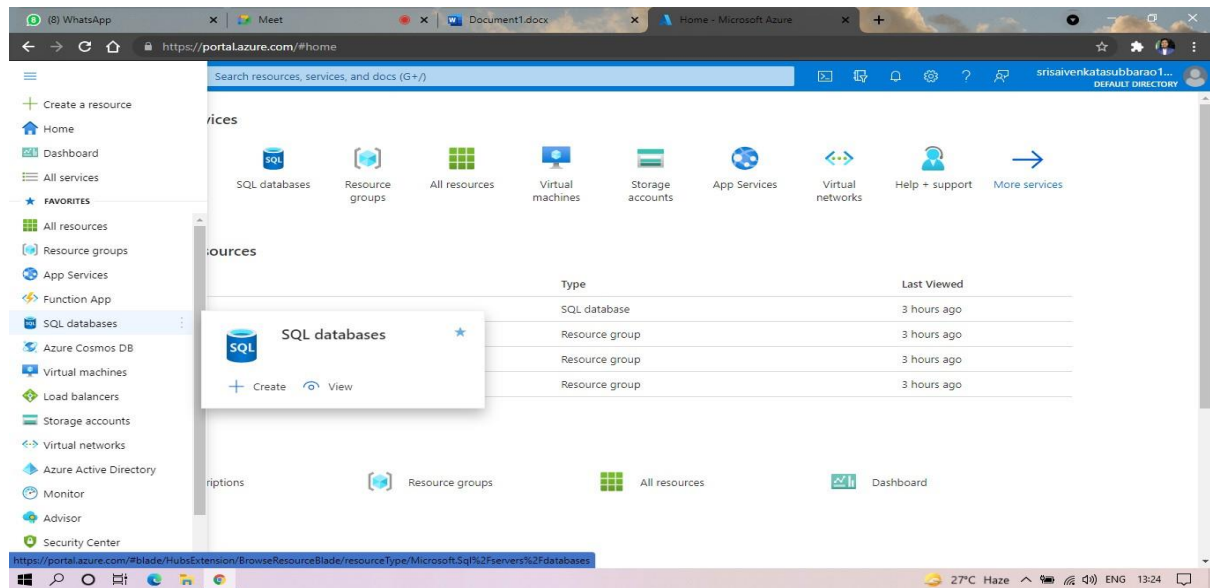 (8) WhatsApp
Meet
Document1.docx
Home - Microsoft Azure
https://portal.azure.com/#home
Search resources, services, and docs (G+/)
srisaivenkatasubbarao1...
DEFAULT DIRECTORY
Create a resource
Home
Dashboard
All services
FAVORITES
All resources
Resource groups
App Services
Function App
SQL databases
Azure Cosmos DB
Virtual machines
Load balancers
Storage accounts
Virtual networks
Azure Active Directory
Monitor
Advisor
Security Center
vices
SQL
SQL databases
Resource
groups
All resources
Virtual
machines
Storage
accounts
App Services
Virtual
networks
Help + support
More services
ources
Type
Last Viewed
SQL database
3 hours ago
Resource group
3 hours ago
Resource group
3 hours ago
Resource group
3 hours ago
SQL
SQL databases
Create
View
riptions
Resource groups
All resources
Dashboard
https://portal.azure.com/#blade/HubsExtension/BrowseResourceBlade/resourceType/Microsoft.Sql%2Fservers%2Fdatabases
27°C Haze
ENG
13:24